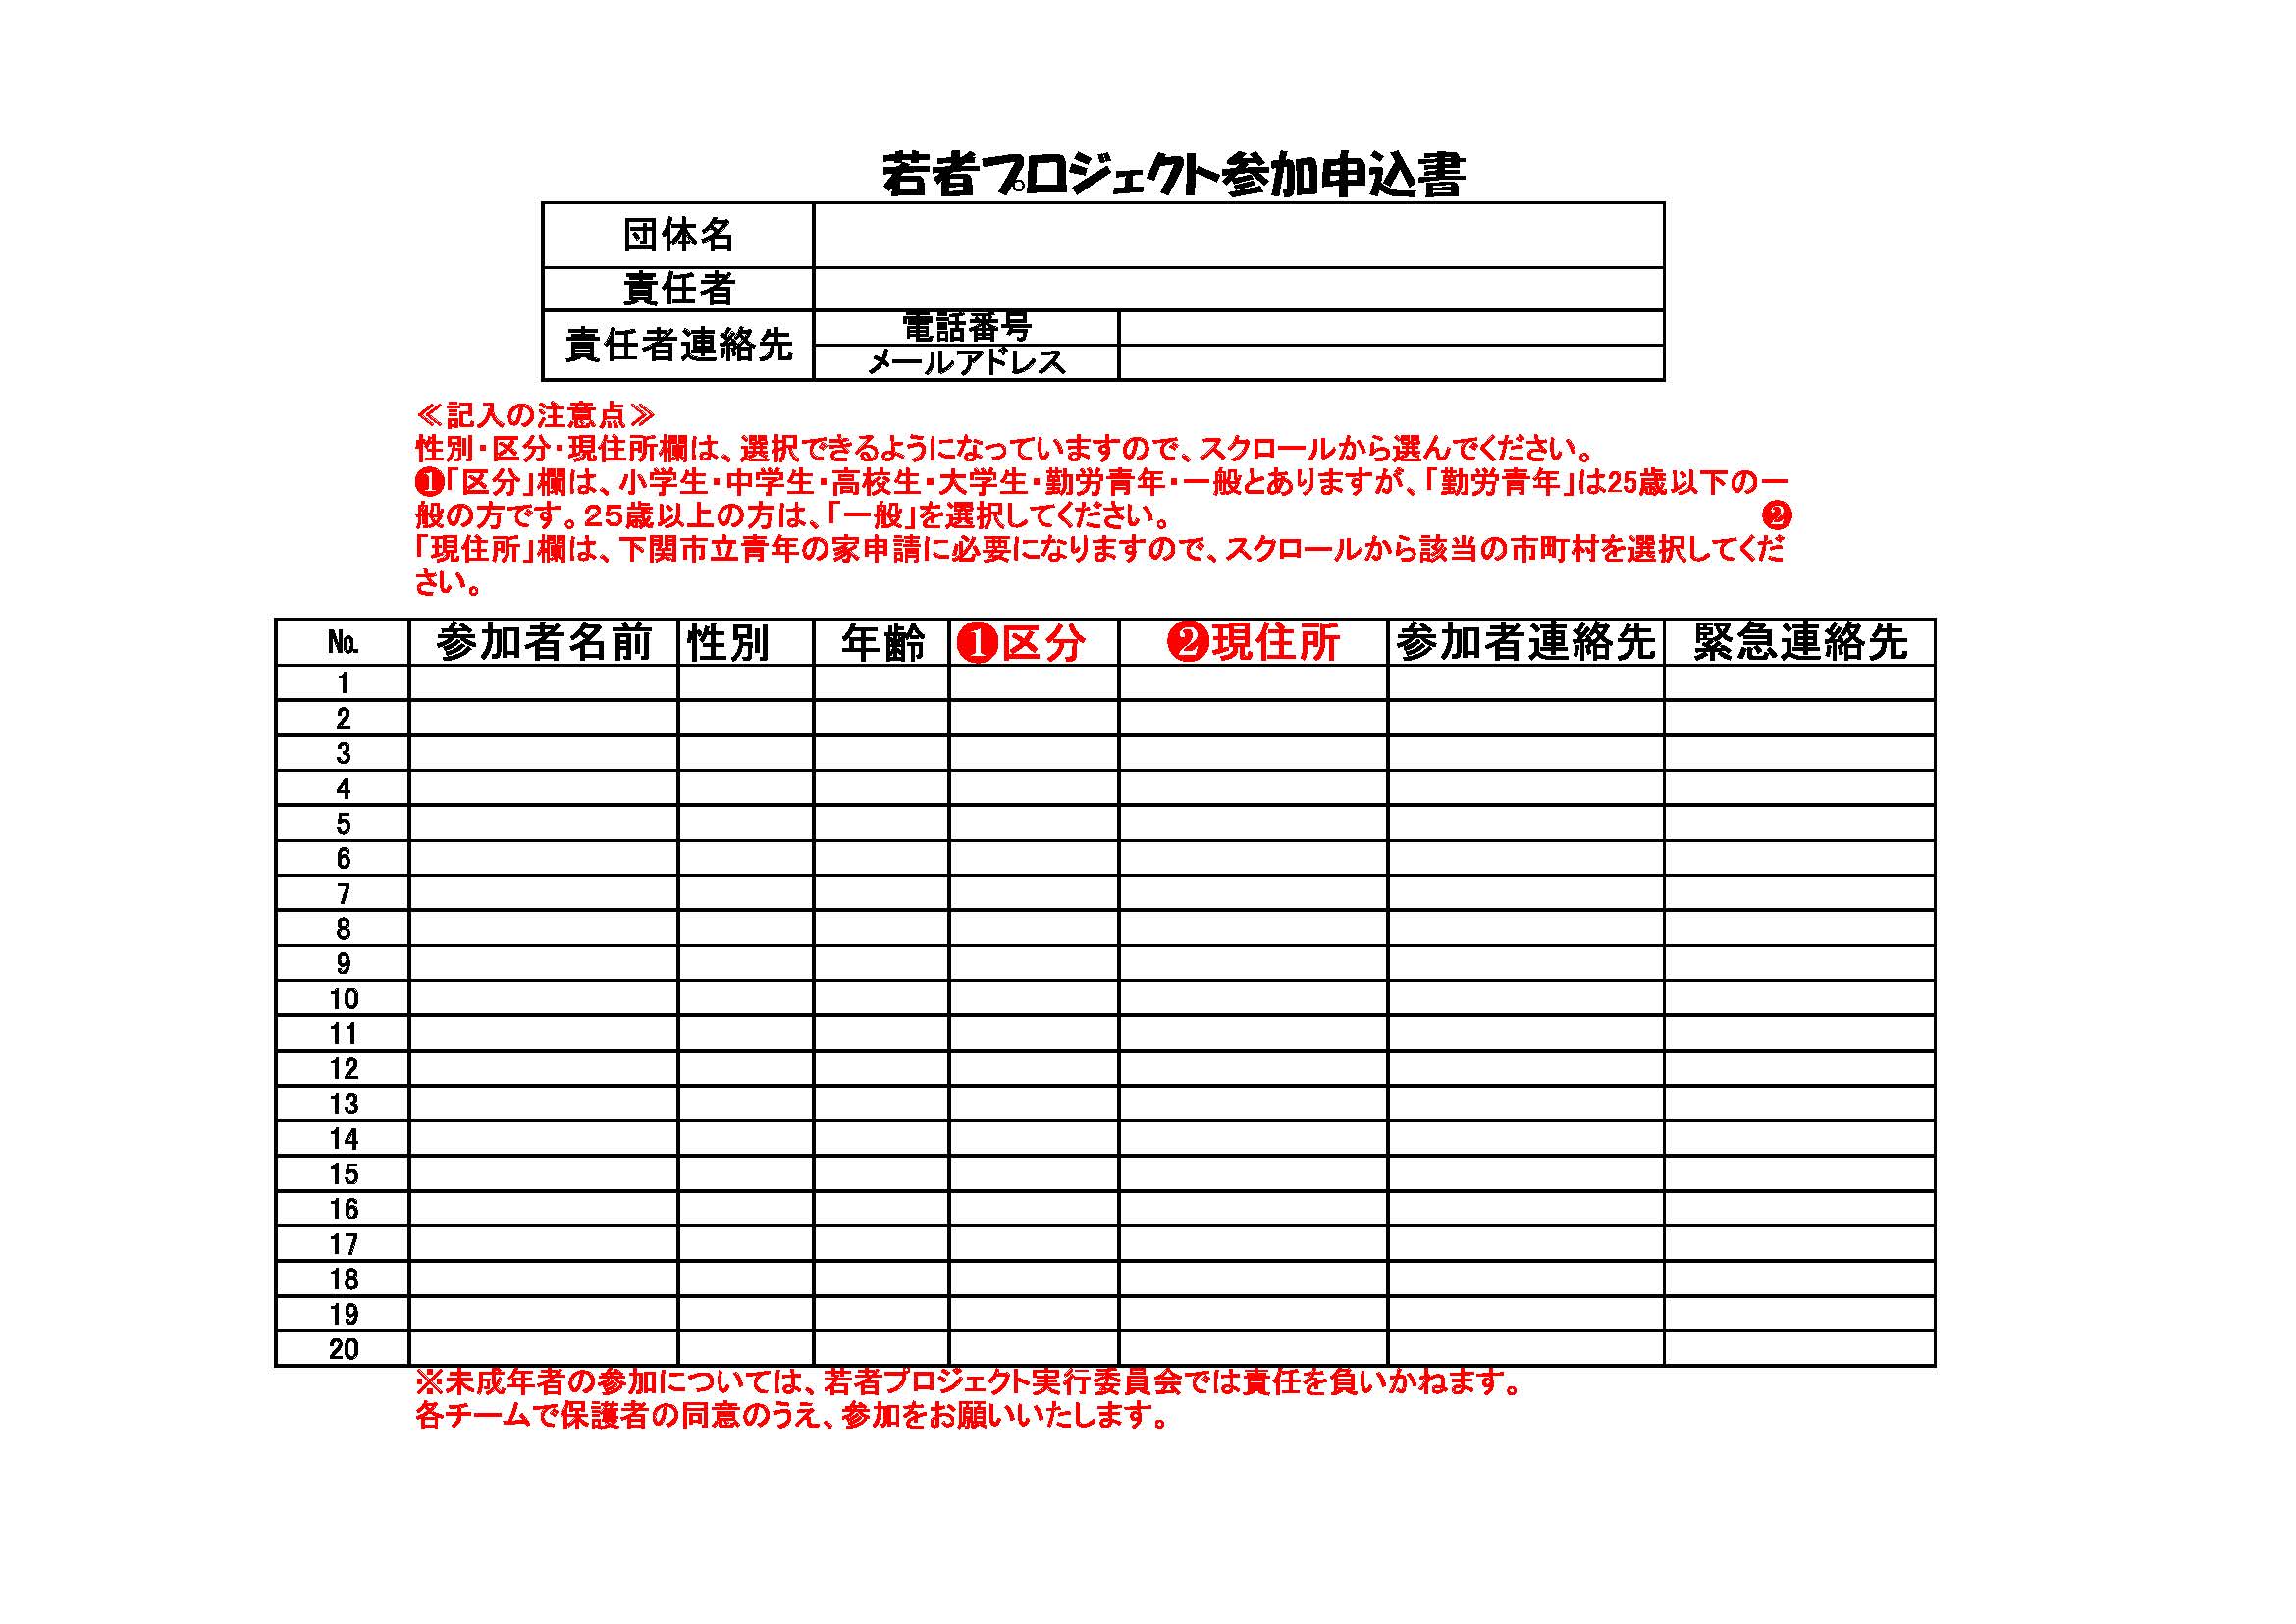 若者プロジェクト参加申込書
団体名
責任者
責任者連絡先
電話番号
メールアドレス
≪記入の注意点≫
性別・区分・現住所欄は、選択できるようになっていますので、スクロールから選んでください。
❶「区分」欄は、小学生・中学生・高校生・大学生・勤労青年・一般とありますが、「勤労青年」は25歳以下の一
般の方です。２５歳以上の方は、「一般」を選択してください。 ❷
「現住所」欄は、下関市立青年の家申請に必要になりますので、スクロールから該当の市町村を選択してくだ
さい。
№ 参加者名前 性別 年齢 ❶区分 ❷現住所 参加者連絡先 緊急連絡先
1
2
3
4
5
6
7
8
9
10
11
12
13
14
15
16
17
18
19
20
※未成年者の参加については、若者プロジェクト実行委員会では責任を負いかねます。
各チームで保護者の同意のうえ、参加をお願いいたします。